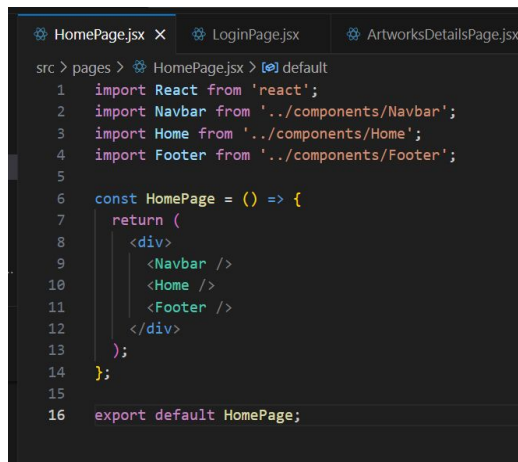 HomePage.jsx X LoginPage.jsx ArtworksDetailsPage.jsx
src > pages > HomePage.jsx > default
1 import React from 'react';
2 import Navbar from '../components/Navbar';
3 import Home from '../components/Home';
4 import Footer from '../components/Footer';
5
6 const HomePage = () => {
7 return (
8 <div>
9 <Navbar />
10 <Home />
11 <Footer />
12 </div>
13 );
14 };
15
16 export default HomePage;